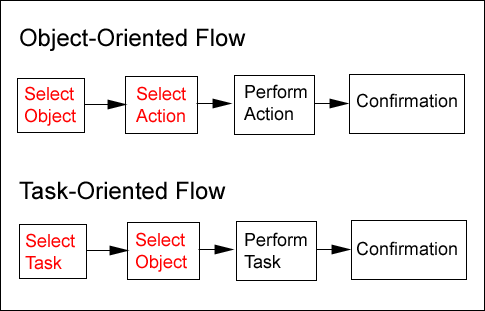 Object-Oriented Flow
Select
Object
Select
Action
Perform
Action
Confirmation
Task-Oriented Flow
Select
Task
Select
Object
Perform
Task
Confirmation